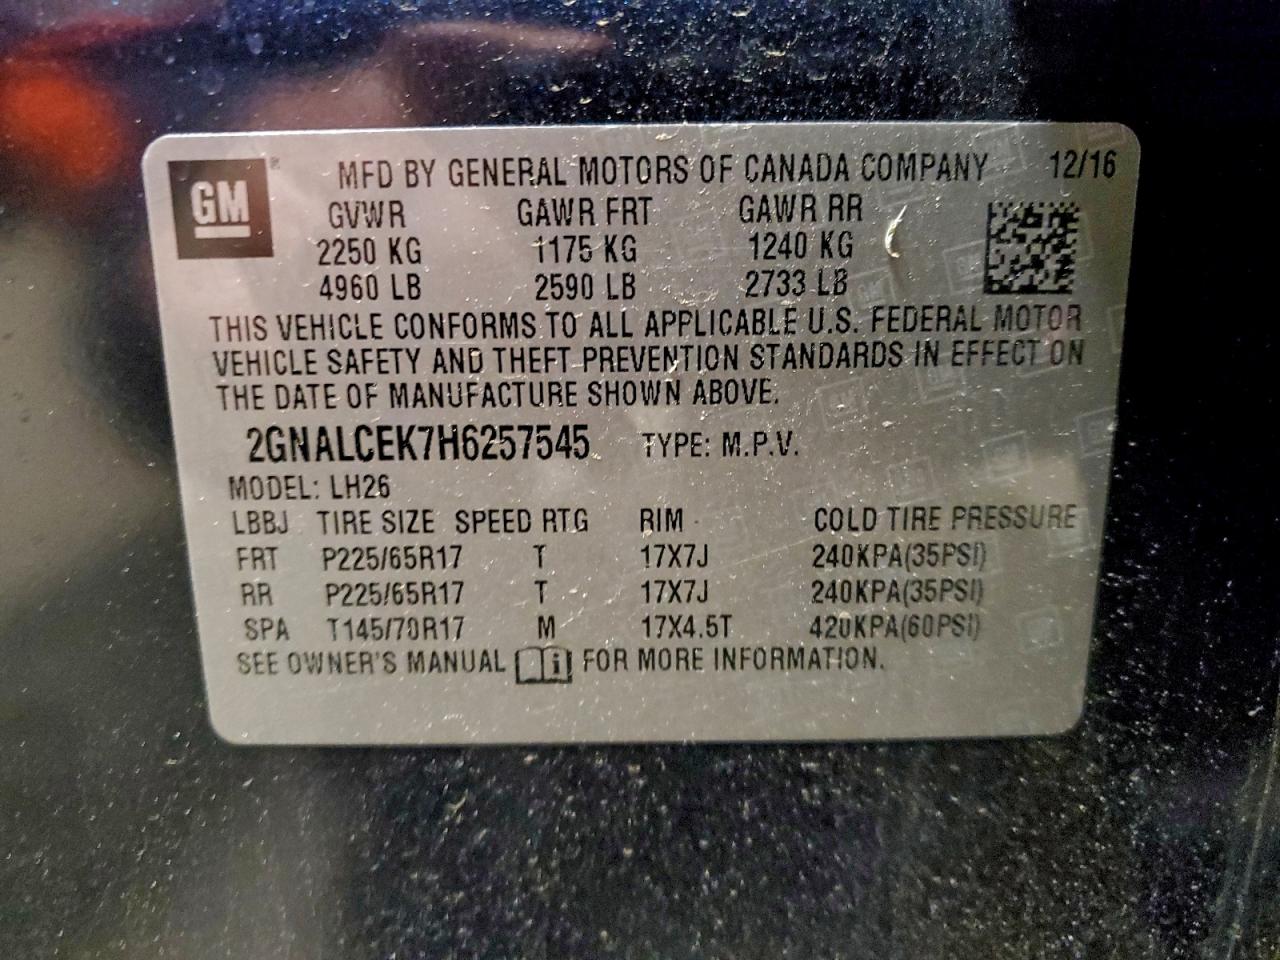 GM MFD BY GENERAL MOTORS OF CANADA COMPANY 12/16
GVWR GAWR FRT GAWR RR
2250 KG 1175 KG 1240 KG
4960 LB 2590 LB 2733 LB
THIS VEHICLE CONFORMS TO ALL APPLICABLE U.S. FEDERAL MOTOR
VEHICLE SAFETY AND THEFT PREVENTION STANDARDS IN EFFECT ON
THE DATE OF MANUFACTURE SHOWN ABOVE.
2GNALCEK7H6257545 TYPE: M.P.V.
MODEL: LH26
LBBJ TIRE SIZE SPEED RTG RIM COLD TIRE PRESSURE
FRT P225/65R17 T 17X7J 240KPA(35PSI)
RR P225/65R17 T 17X7J 240KPA(35PSI)
SPA T145/70R17 M 17X4.5T 420KPA(60PSI)
SEE OWNER'S MANUAL i FOR MORE INFORMATION.